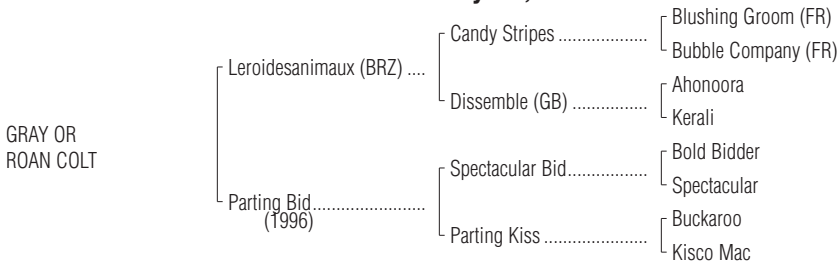 Blushing Groom (FR)
Candy Stripes ...................
Bubble Company (FR)
Leroidesanimaux (BRZ) ....
Ahonoora
Dissemble (GB) ................
Kerali
GRAY OR
ROAN COLT
Bold Bidder
Spectacular Bid.................
Spectacular
Parting Bid........................
(1996)
Buckaroo
Parting Kiss ......................
Kisco Mac